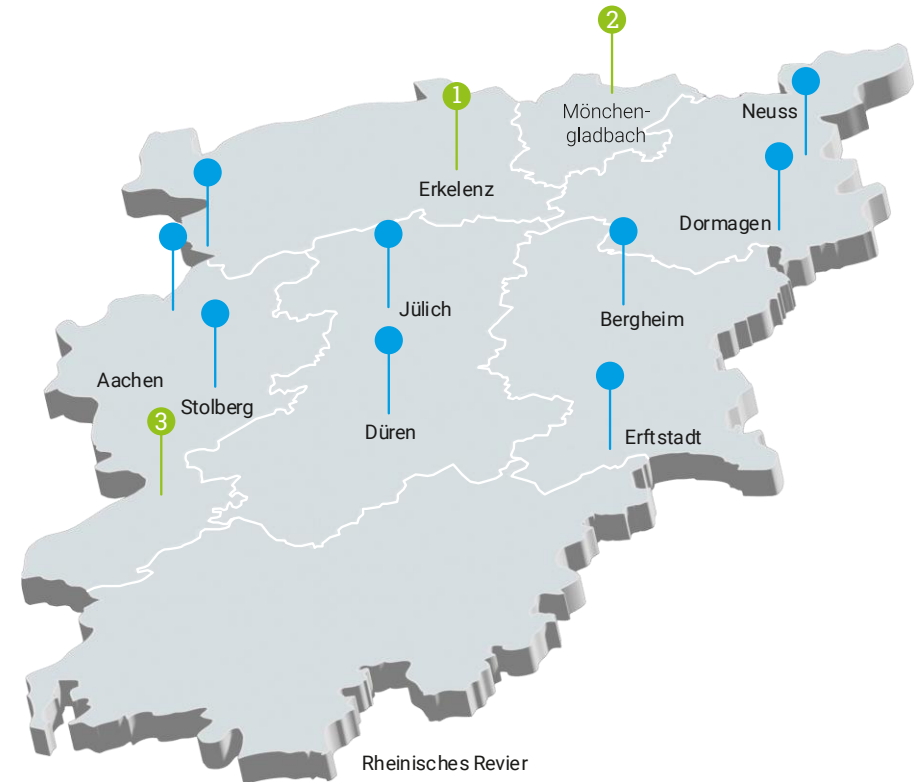 2
1
Mönchen-
gladbach
Neuss
Erkelenz
Dormagen
Jülich
Bergheim
Aachen
Stolberg
3
Düren
Erftstadt
Rheinisches Revier